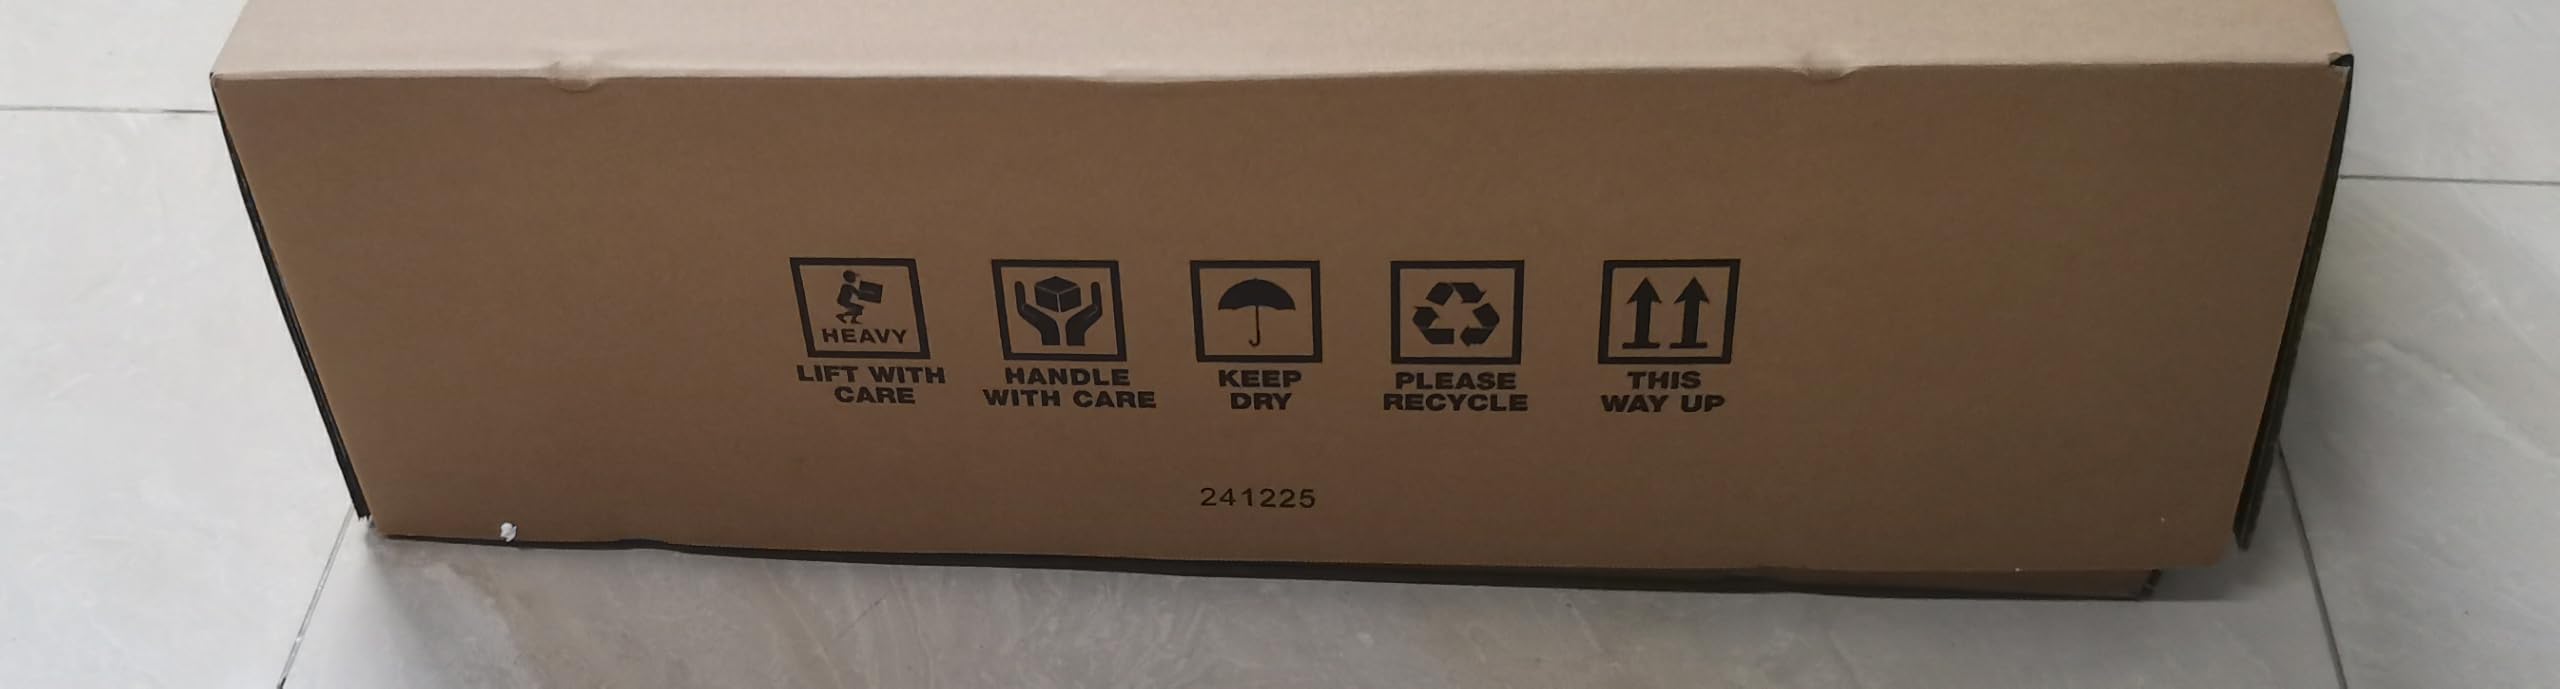 HEAVY
LIFT WITH
CARE
HANDLE
WITH CARE
KEEP
DRY
PLEASE
RECYCLE
THIS
WAY UP
241225